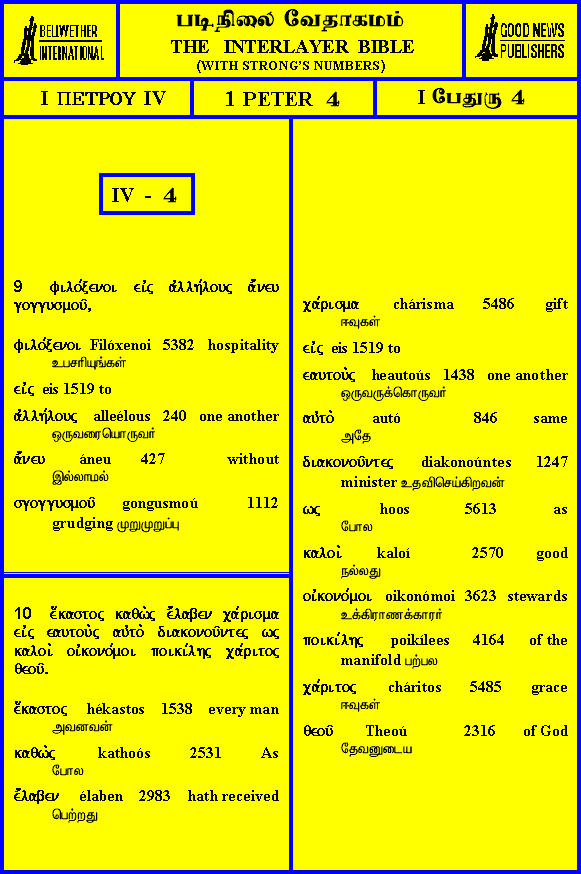 BELLWETHER
INTERNATIONAL
படிநிலை வேதாகமம்
THE INTERLAYER BIBLE
(WITH STRONG'S NUMBERS)
GOOD NEWS
PUBLISHERS
I ΠΕΤΡΟΥ IV
1 PETER 4
I பேதுரு 4
IV - 4
9 φιλόξενοι εἰς ἀλλήλους ἄνευ
γογγυσμοῦ,
φιλόξενοι Filóxenoi 5382 hospitality
உபசரியுங்கள்
εἰς eis 1519 to
ἀλλήλους alleélous 240 one another
ஒருவரையொருவர்
ἄνευ áneu 427 without
இல்லாமல்
σγογγυσμοῦ gongusmoú 1112
grudging முறுமுறுப்பு
10 ἕκαστος καθὼς ἔλαβεν χάρισμα
εἰς εαυτοὺς αὐτὸ διακονοῦντες ως
καλοὶ οἰκονόμοι ποικίλης χάριτος
θεοῦ.
ἕκαστος hékastos 1538 every man
அவனவன்
καθὼς kathoós 2531 As
போல
ἔλαβεν élaben 2983 hath received
பெற்றது
χάρισμα chárisma 5486 gift
ஈவுகள்
εἰς eis 1519 to
εαυτοὺς heautoús 1438 one another
ஒருவருக்கொருவர்
αὐτὸ autó 846 same
அதே
διακονοῦντες diakonoúntes 1247
minister உதவிசெய்கிறவன்
ως hoos 5613 as
போல
καλοὶ kaloí 2570 good
நல்லது
οἰκονόμοι oikonómoi 3623 stewards
உக்கிராணக்காரர்
ποικίλης poikílees 4164 of the
manifold பற்பல
χάριτος cháritos 5485 grace
ஈவுகள்
θεοῦ Theoú 2316 of God
தேவனுடைய